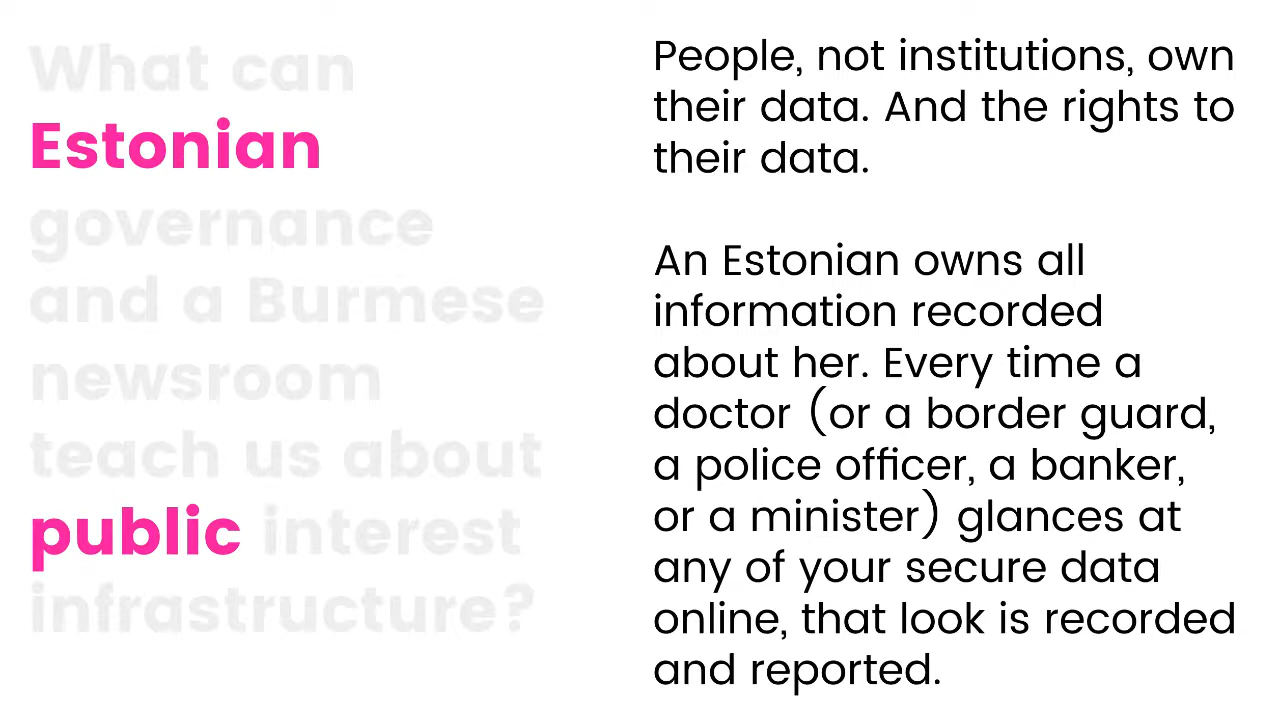 What can
Estonian
governance
and a Burmese
newsroom
teach us about
public interest
infrastructure?
People, not institutions, own
their data. And the rights to
their data.
An Estonian owns all
information recorded
about her. Every time a
doctor (or a border guard,
a police officer, a banker,
or a minister) glances at
any of your secure data
online, that look is recorded
and reported.